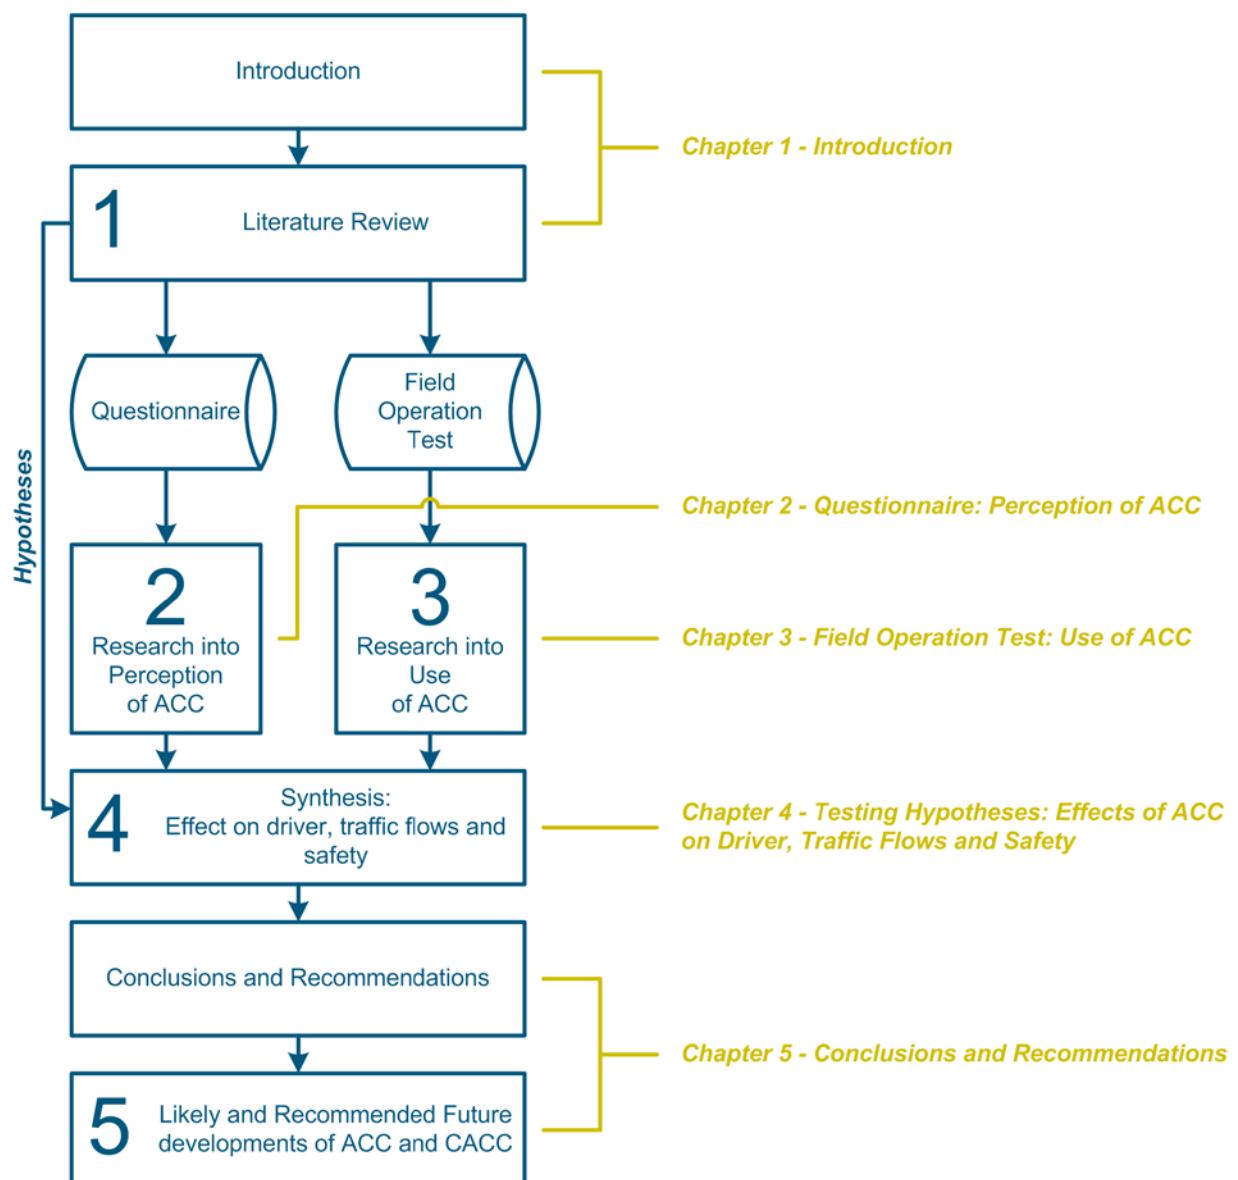 Introduction
Chapter 1 - Introduction
1
Literature Review
Hypotheses
Questionnaire
Field
Operation
Test
Chapter 2 - Questionnaire: Perception of ACC
2
Research into
Perception
of ACC
3
Research into
Use
of ACC
Chapter 3 - Field Operation Test: Use of ACC
4
Synthesis:
Effect on driver, traffic flows and
safety
Chapter 4 - Testing Hypotheses: Effects of ACC
on Driver, Traffic Flows and Safety
Conclusions and Recommendations
Chapter 5 - Conclusions and Recommendations
5
Likely and Recommended Future
developments of ACC and CACC